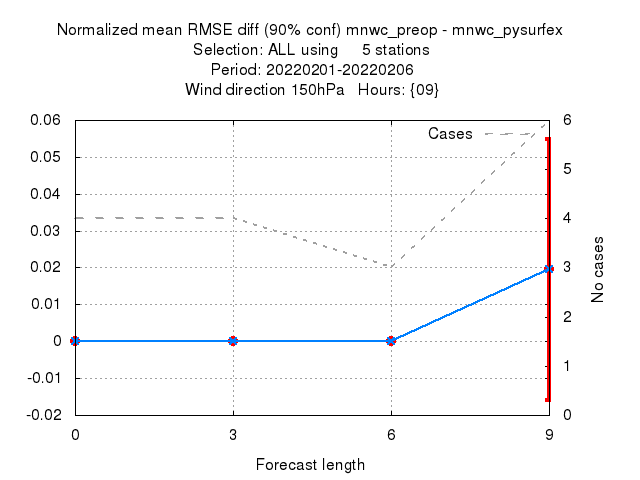 Normalized mean RMSE diff (90% conf) mnwc_preop - mnwc_pysurfex
Selection: ALL using 5 stations
Period: 20220201-20220206
Wind direction 150hPa Hours: {09}
0.06
0.05
0.04
0.03
0.02
0.01
0
-0.01
-0.02
Cases
6
5
4
3
2
1
0
No cases
0 3 6 9
Forecast length